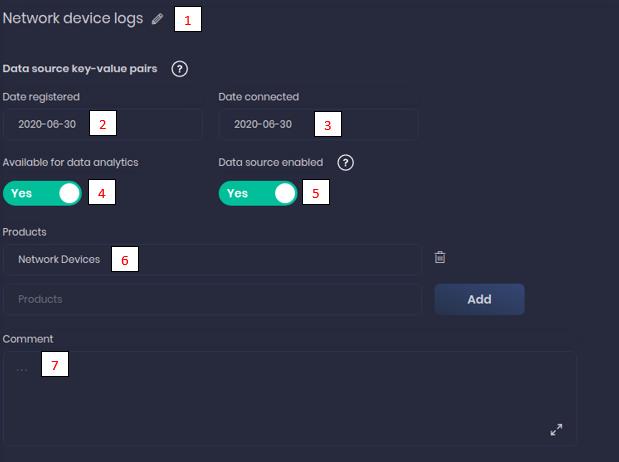 Network device logs 1
Data source key-value pairs ?
Date registered Date connected
2020-06-30 2 2020-06-30 3
Available for data analytics Data source enabled ?
Yes 4 Yes 5
Products
Network Devices 6
Products Add
Comment
... 7